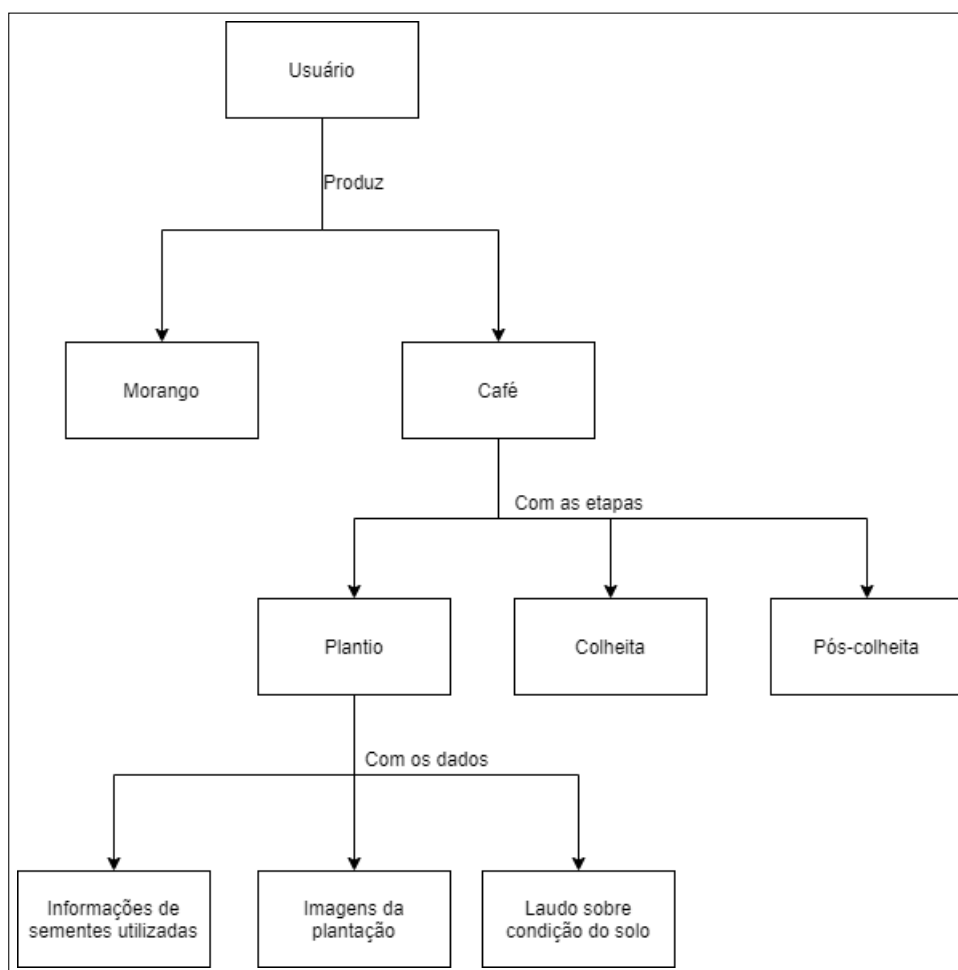 Usuário
Produz
Morango
Café
Com as etapas
Plantio
Colheita
Pós-colheita
Com os dados
Informações de
sementes utilizadas
Imagens da
plantação
Laudo sobre
condição do solo